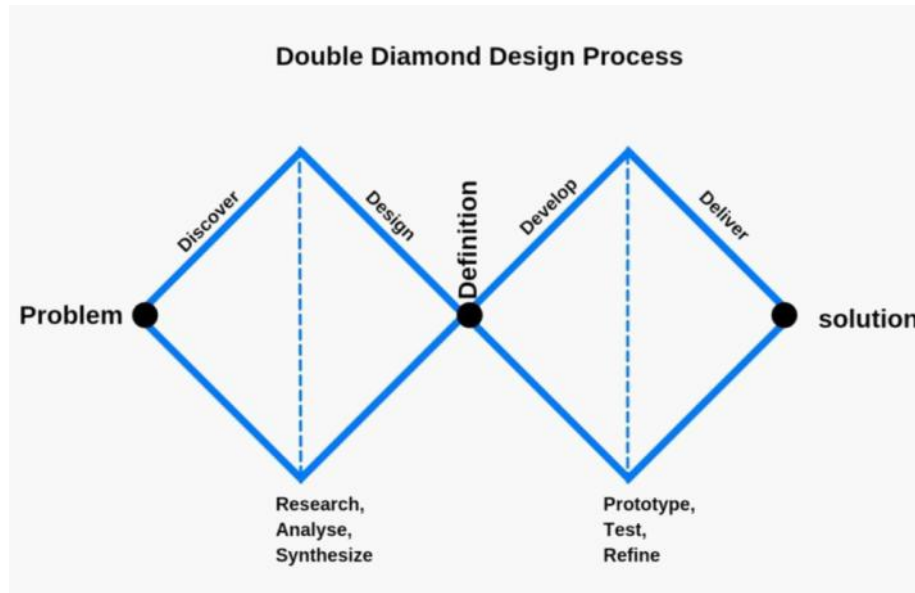 Double Diamond Design Process
Discover
Design
Definition
Develop
Deliver
Problem
solution
Research,
Analyse,
Synthesize
Prototype,
Test,
Refine